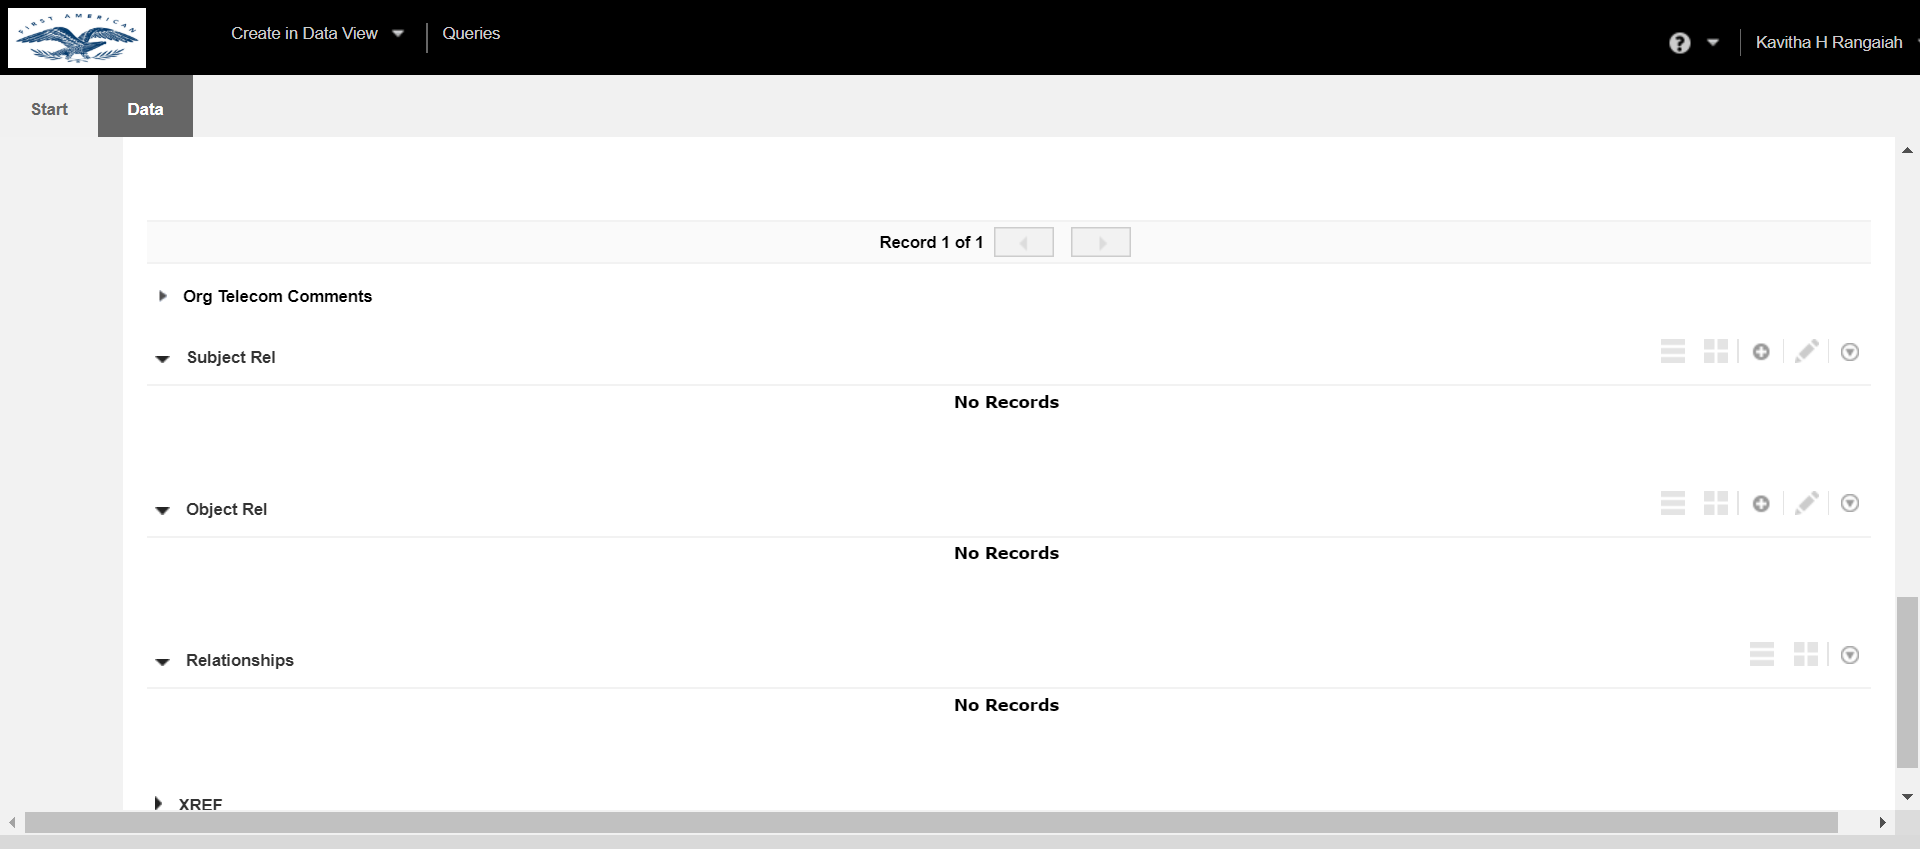 FIRST AMERICAN
Create in Data View
Queries
?
Kavitha H Rangaiah
Start
Data
Record 1 of 1
Org Telecom Comments
Subject Rel
No Records
Object Rel
No Records
Relationships
No Records
XREF